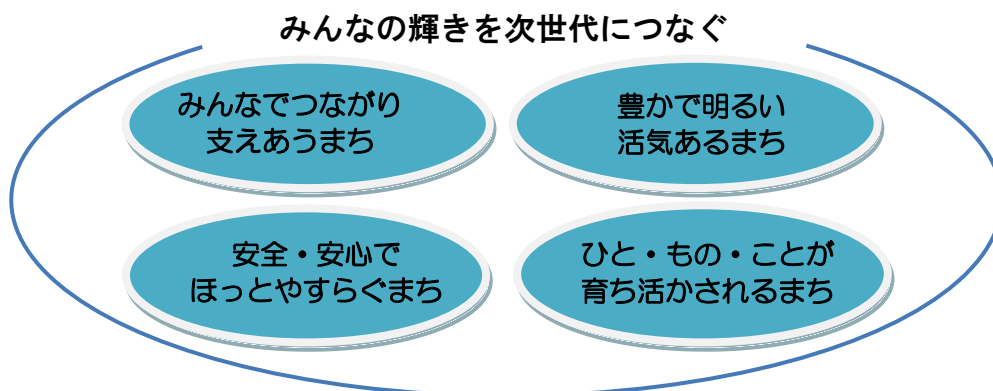 みんなの輝きを次世代につなぐ
みんなでつながり
支えあうまち
豊かで明るい
活気あるまち
安全・安心で
ほっとやすらぐまち
ひと・もの・ことが
育ち活かされるまち